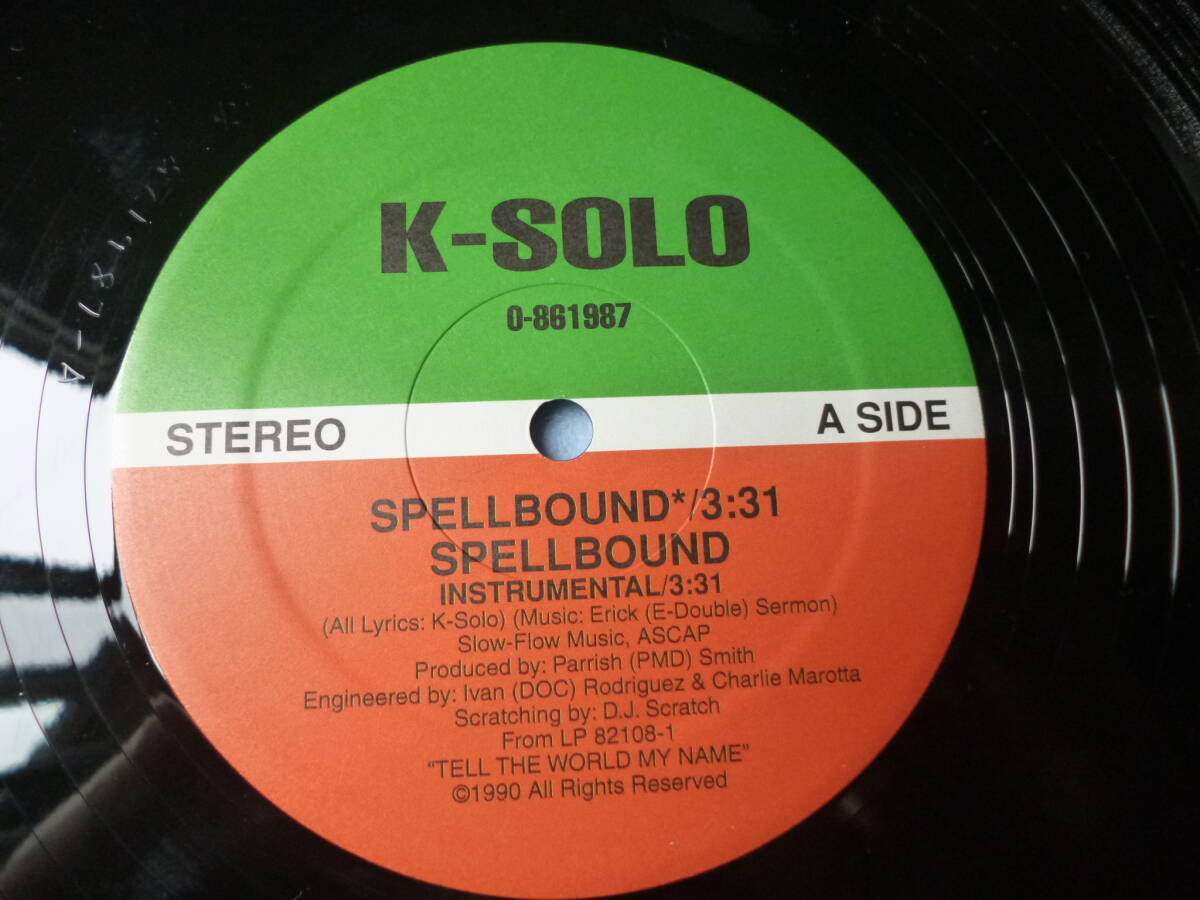 K-SOLO
0-861987
STEREO
A SIDE
SPELLBOUND*/3:31
SPELLBOUND
INSTRUMENTAL/3:31
(All Lyrics: K-Solo) (Music: Erick (E-Double) Sermon)
Slow-Flow Music, ASCAP
Produced by: Parrish (PMD) Smith
Engineered by: Ivan (DOC) Rodriguez & Charlie Marotta
Scratching by: D.J. Scratch
From LP 82108-1
"TELL THE WORLD MY NAME"
©1990 All Rights Reserved